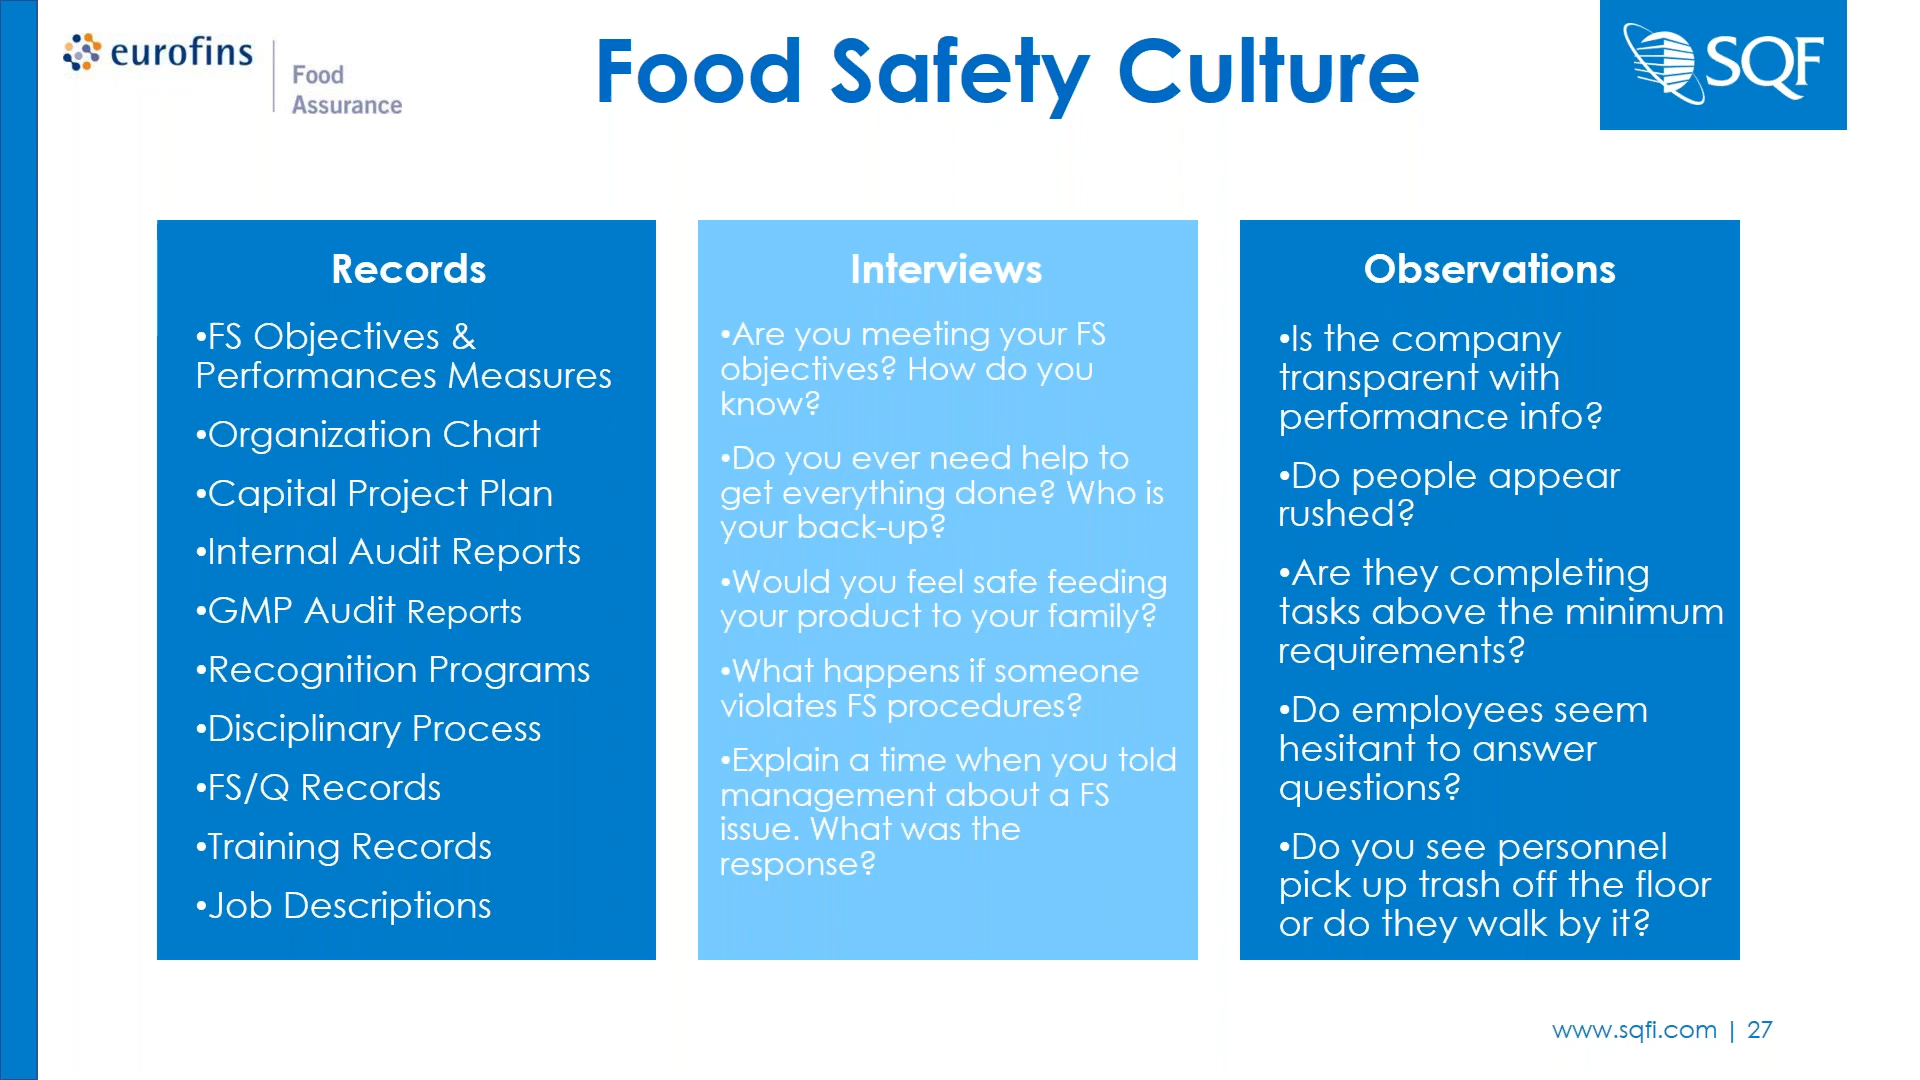 eurofins
Food
Assurance
Food Safety Culture
SQF
Records
•FS Objectives &
Performances Measures
•Organization Chart
•Capital Project Plan
•Internal Audit Reports
•GMP Audit Reports
•Recognition Programs
•Disciplinary Process
•FS/Q Records
•Training Records
•Job Descriptions
Interviews
•Are you meeting your FS
objectives? How do you
know?
•Do you ever need help to
get everything done? Who is
your back-up?
•Would you feel safe feeding
your product to your family?
•What happens if someone
violates FS procedures?
•Explain a time when you told
management about a FS
issue. What was the
response?
Observations
•Is the company
transparent with
performance info?
•Do people appear
rushed?
•Are they completing
tasks above the minimum
requirements?
•Do employees seem
hesitant to answer
questions?
•Do you see personnel
pick up trash off the floor
or do they walk by it?
www.sqfi.com | 27